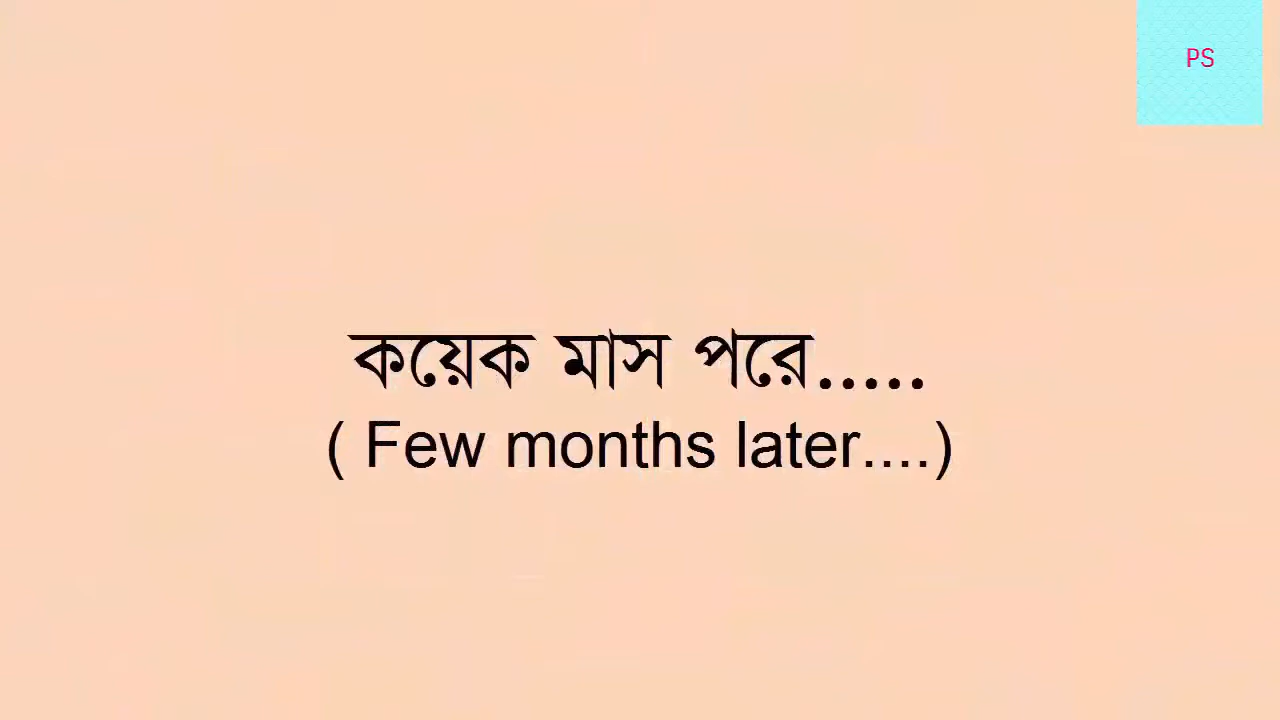 PS
কয়েক মাস পরে.....
( Few months later....)